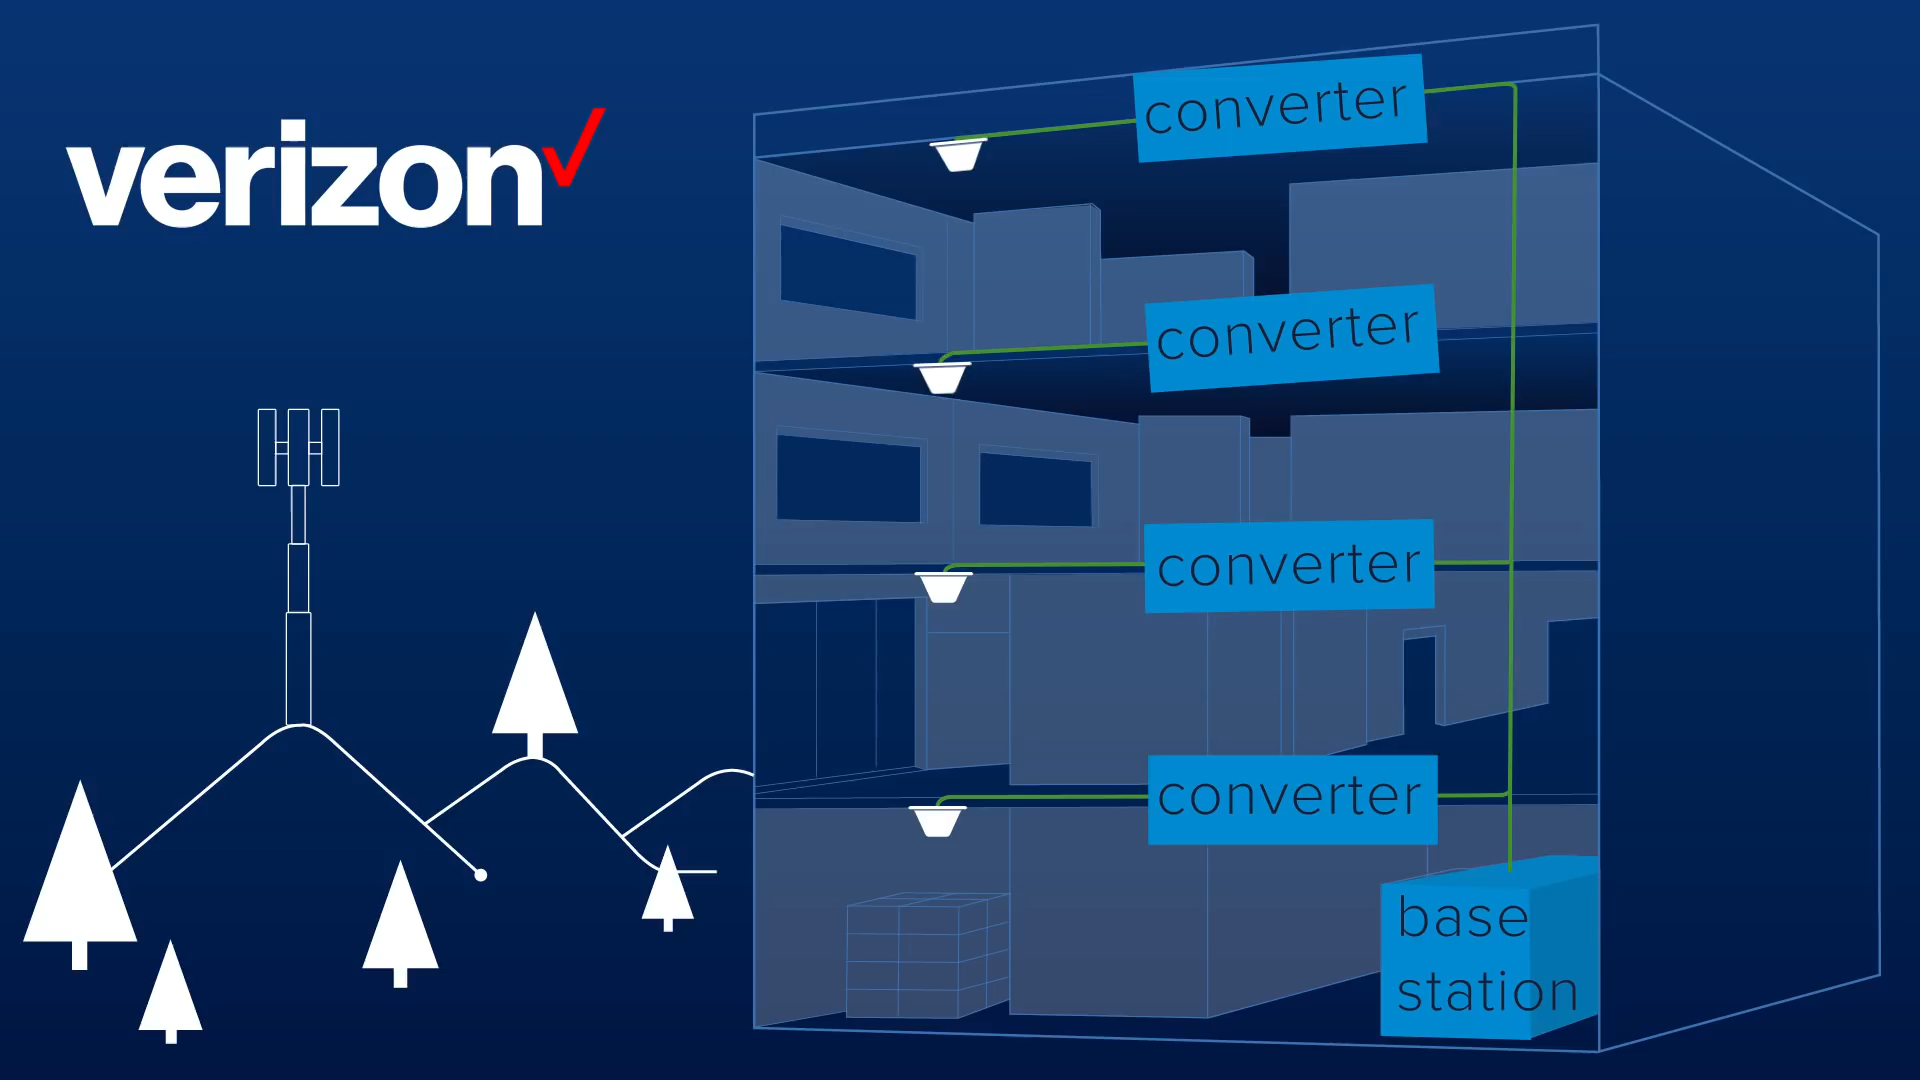 verizon
converter
converter
converter
converter
base
station